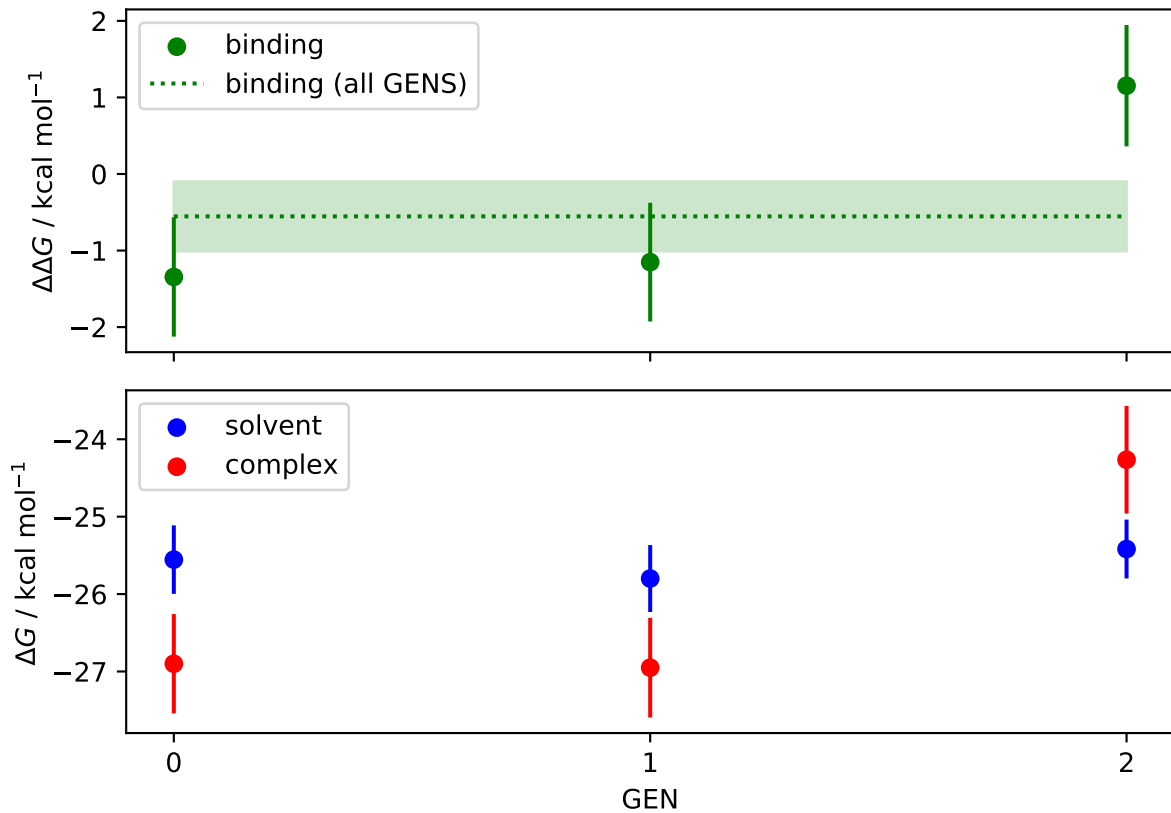 2
1
0
−1
−2
ΔΔG / kcal mol⁻¹
binding
binding (all GENS)
−24
−25
−26
−27
ΔG / kcal mol⁻¹
solvent
complex
0 1 2
GEN